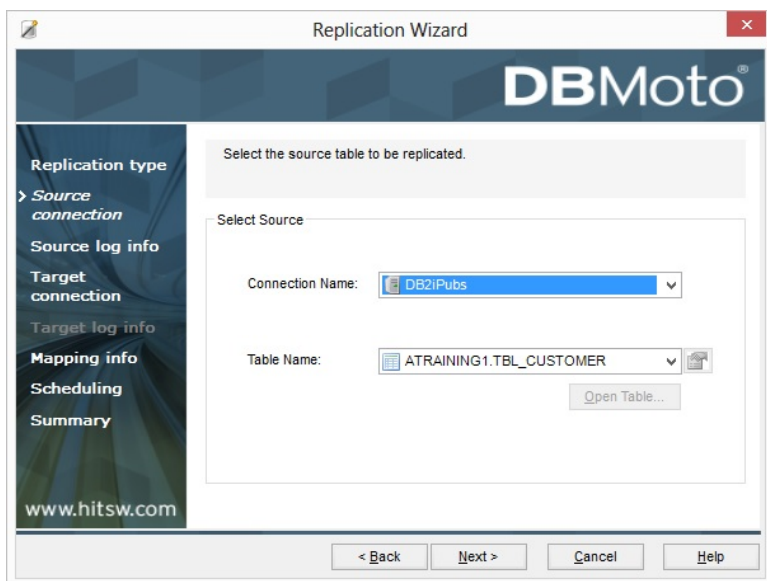 Replication Wizard
DBMoto®
Replication type
Source
connection
Source log info
Target
connection
Target log info
Mapping info
Scheduling
Summary
www.hitsw.com
Select the source table to be replicated.
Select Source
Connection Name: DB2iPubs
Table Name: ATRAINING1.TBL_CUSTOMER
Open Table...
< Back Next > Cancel Help